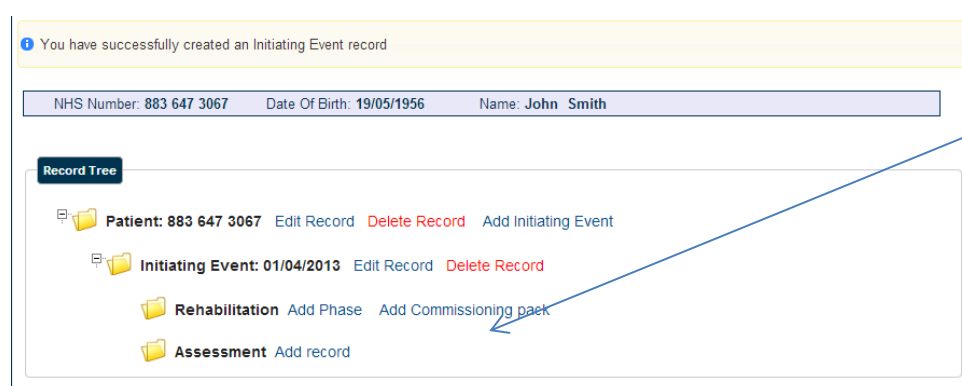 You have successfully created an Initiating Event record
NHS Number: 883 647 3067 Date Of Birth: 19/05/1956 Name: John Smith
Record Tree
Patient: 883 647 3067 Edit Record Delete Record Add Initiating Event
Initiating Event: 01/04/2013 Edit Record Delete Record
Rehabilitation Add Phase Add Commissioning pack
Assessment Add record